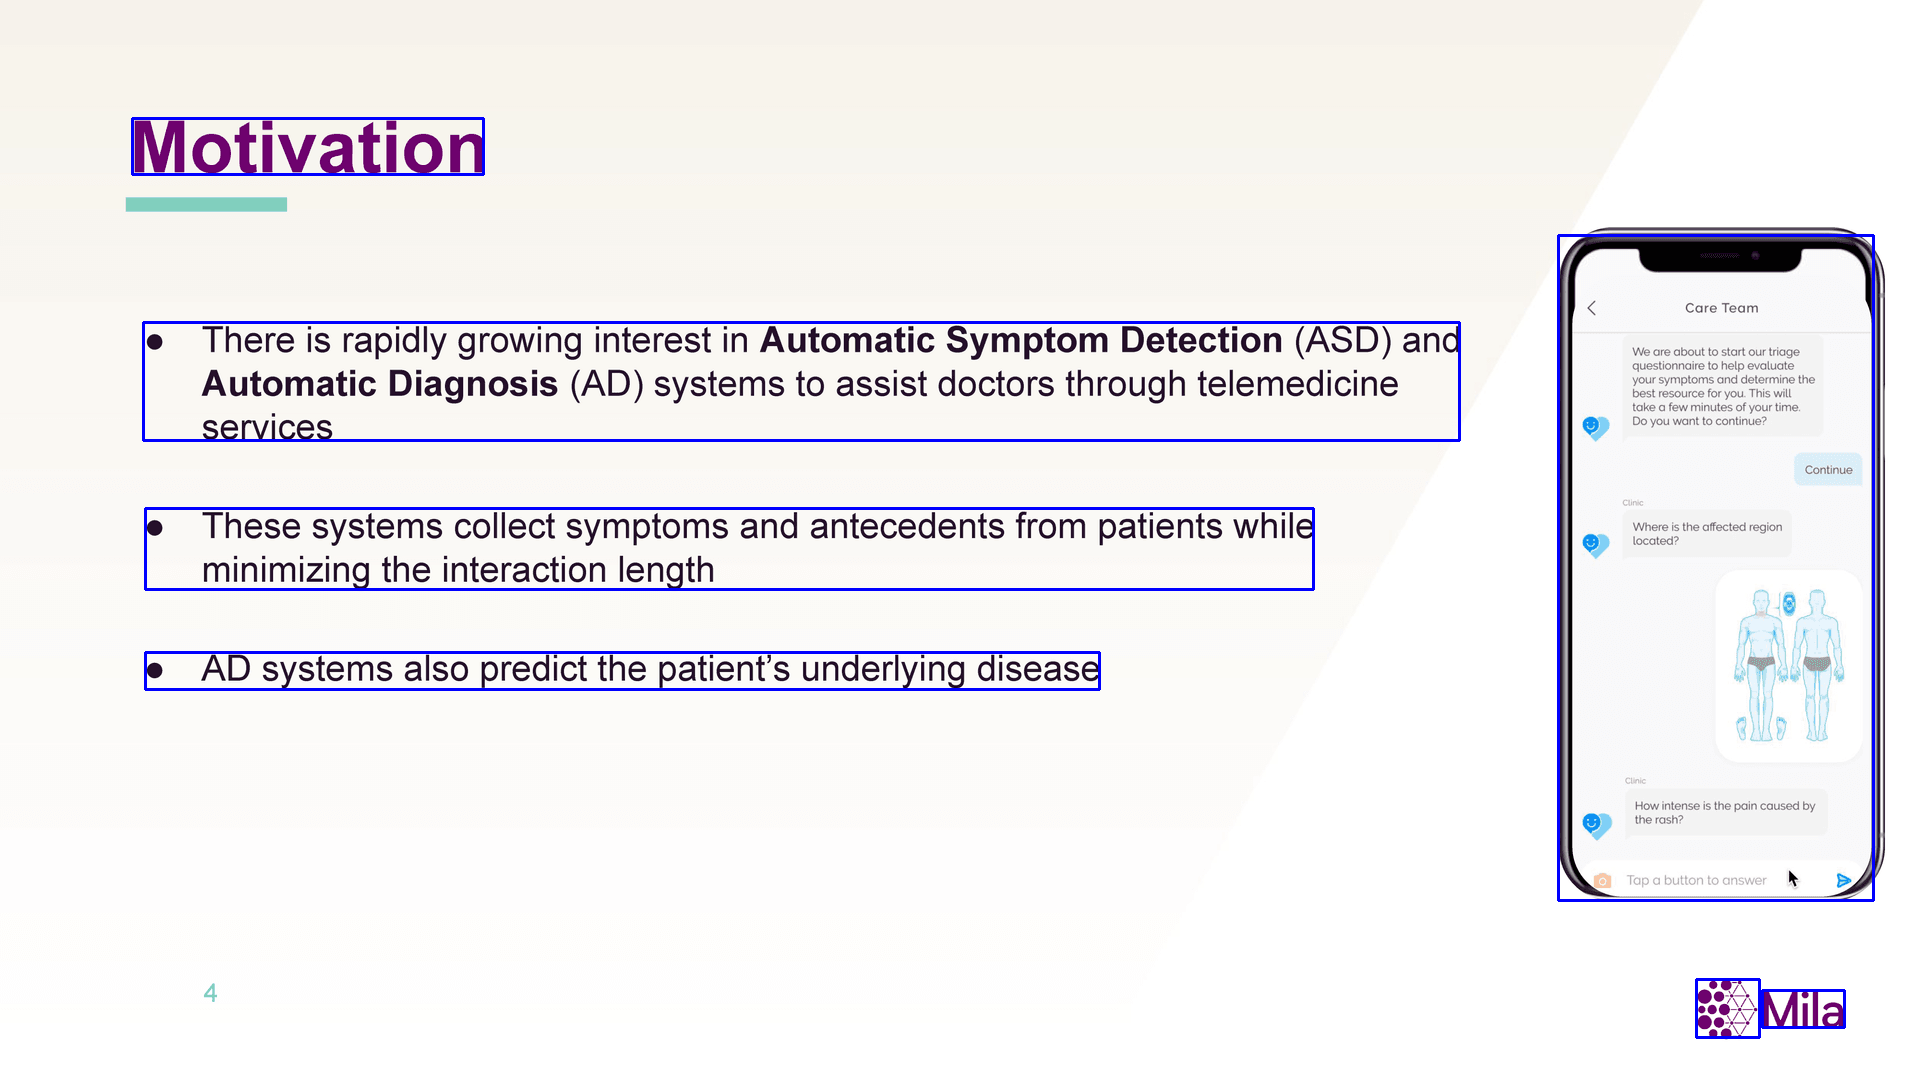 Motivation
● There is rapidly growing interest in Automatic Symptom Detection (ASD) and
Automatic Diagnosis (AD) systems to assist doctors through telemedicine
services
● These systems collect symptoms and antecedents from patients while
minimizing the interaction length
● AD systems also predict the patient’s underlying disease
Care Team
We are about to start our triage
questionnaire to help evaluate
your symptoms and determine the
best resource for you. This will
take a few minutes of your time.
Do you want to continue?
Continue
Clinic
Where is the affected region
located?
Clinic
How intense is the pain caused by
the rash?
Tap a button to answer
4
Mila